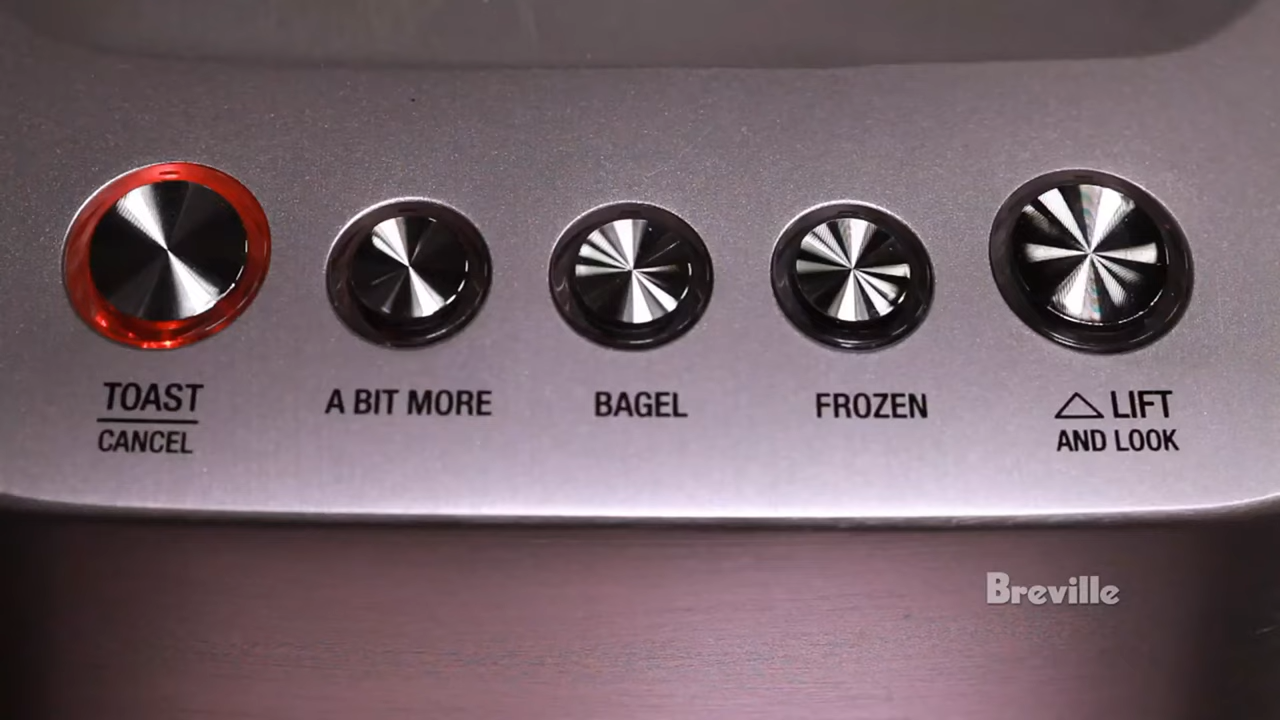 TOAST
CANCEL
A BIT MORE
BAGEL
FROZEN
LIFT
AND LOOK
Breville